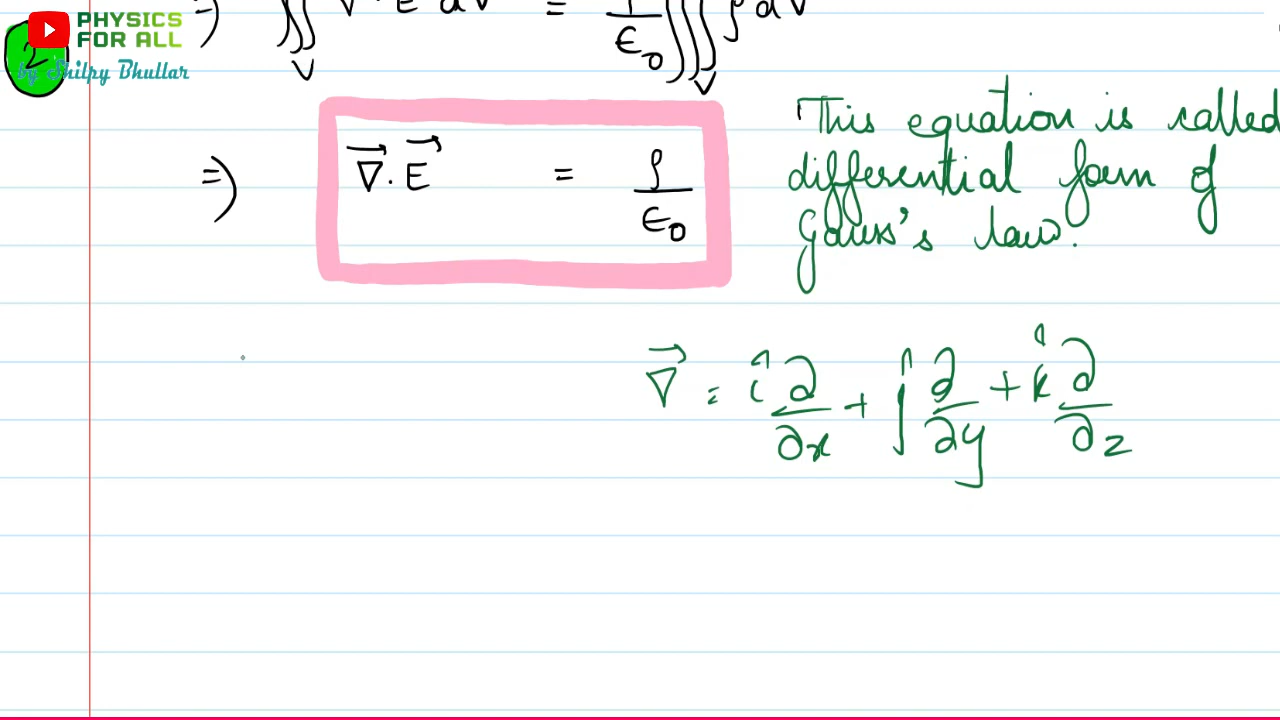 PHYSICS
FOR ALL
by Shilpy Bhullar
2
=> ∭ ∇·E dV = 1/ε₀ ∭ ρ dV
V V
=> ∇⃗·E⃗ = ρ/ε₀
This equation is called
differential form of
Gauss's law.
∇⃗ = î ∂/∂x + ĵ ∂/∂y + k̂ ∂/∂z